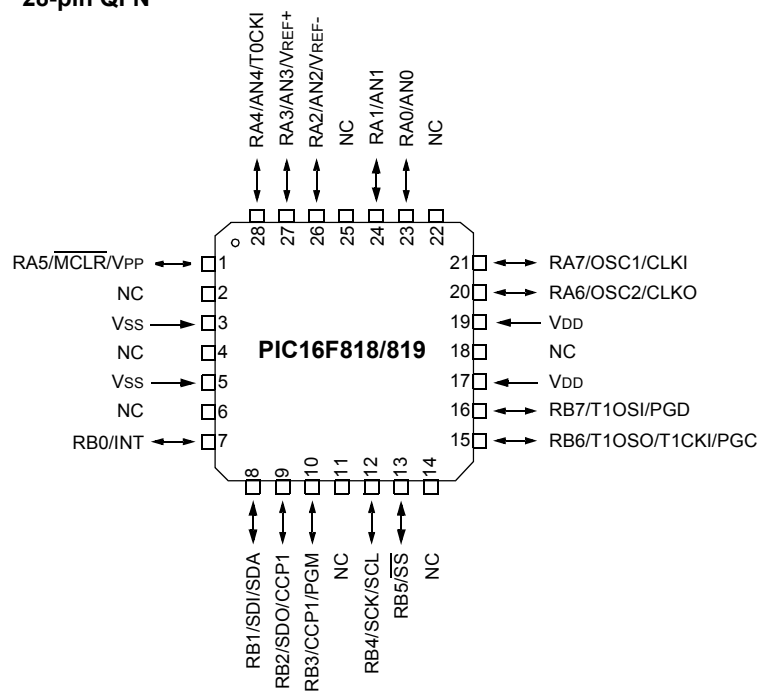 28-pin QFN
RA4/AN4/T0CKI
RA3/AN3/VREF+
RA2/AN2/VREF-
NC
RA1/AN1
RA0/AN0
NC
28
27
26
25
24
23
22
RA5/MCLR/VPP 1
NC 2
VSS 3
NC 4
VSS 5
NC 6
RB0/INT 7
PIC16F818/819
21 RA7/OSC1/CLKI
20 RA6/OSC2/CLKO
19 VDD
18 NC
17 VDD
16 RB7/T1OSI/PGD
15 RB6/T1OSO/T1CKI/PGC
8
9
10
11
12
13
14
RB1/SDI/SDA
RB2/SDO/CCP1
RB3/CCP1/PGM
NC
RB4/SCK/SCL
RB5/SS
NC